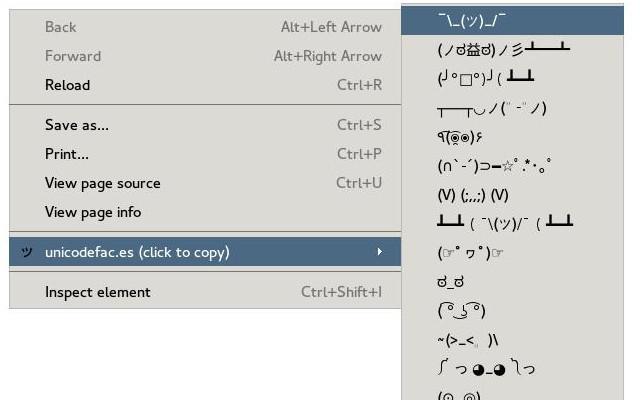 Back Alt+Left Arrow
Forward Alt+Right Arrow
Reload Ctrl+R
Save as... Ctrl+S
Print... Ctrl+P
View page source Ctrl+U
View page info
ツ unicodefac.es (click to copy)
Inspect element Ctrl+Shift+I
¯\_(ツ)_/¯
(ノಠ益ಠ)ノ彡┻━┻
(╯°□°)╯︵ ┻━┻
┬──┬◡ノ(° -°ノ)
٩(͡๏̯͡๏)۶
(∩`-´)⊃━☆ﾟ.*･｡ﾟ
(V) (;,,;) (V)
┻━┻ ︵ ¯\(ツ)/¯ ︵ ┻━┻
(☞ﾟヮﾟ)☞
ಠ_ಠ
( ͡° ͜ʖ ͡°)
~(>_<。)\
༼ つ ◕_◕ ༽つ
(⊙_◎)